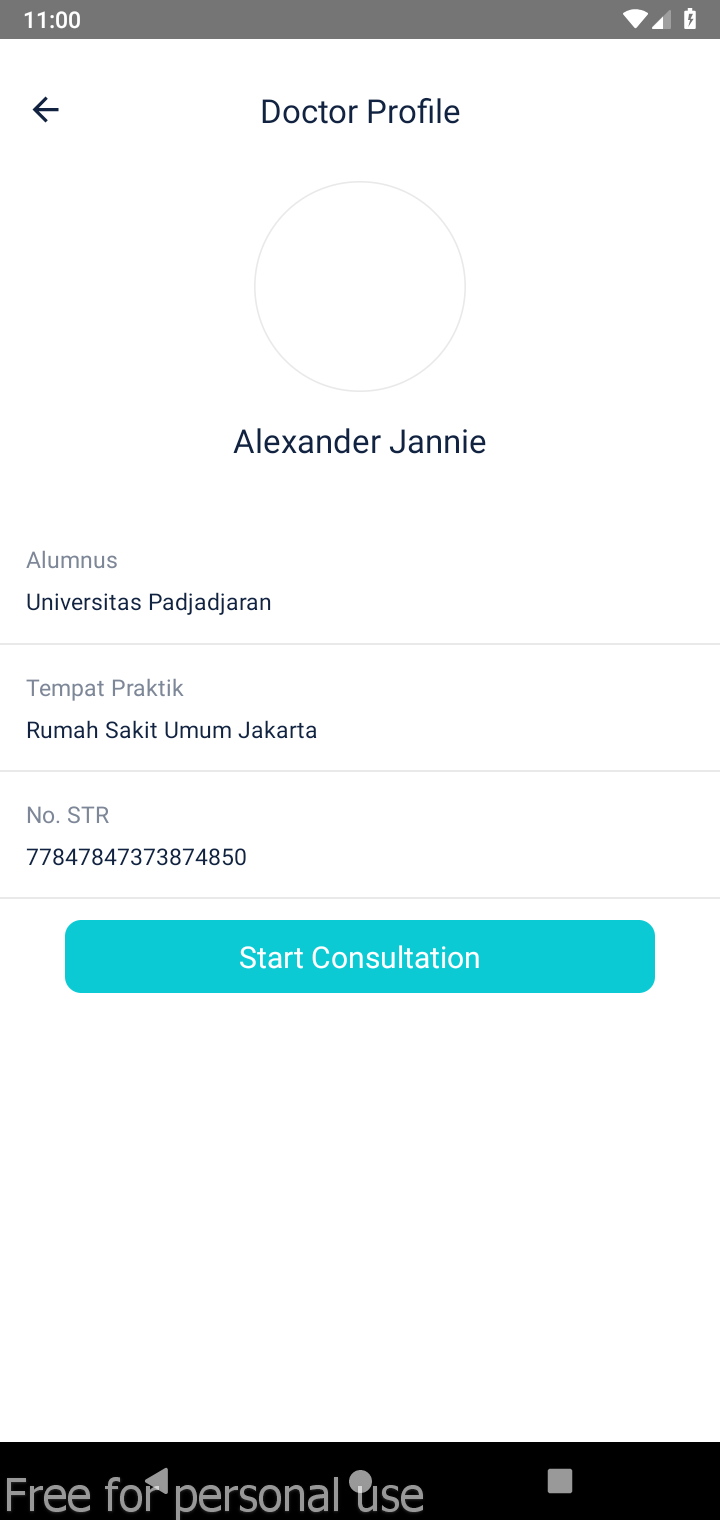 11:00
Doctor Profile
Alexander Jannie
Alumnus
Universitas Padjadjaran
Tempat Praktik
Rumah Sakit Umum Jakarta
No. STR
77847847373874850
Start Consultation
Free for personal use